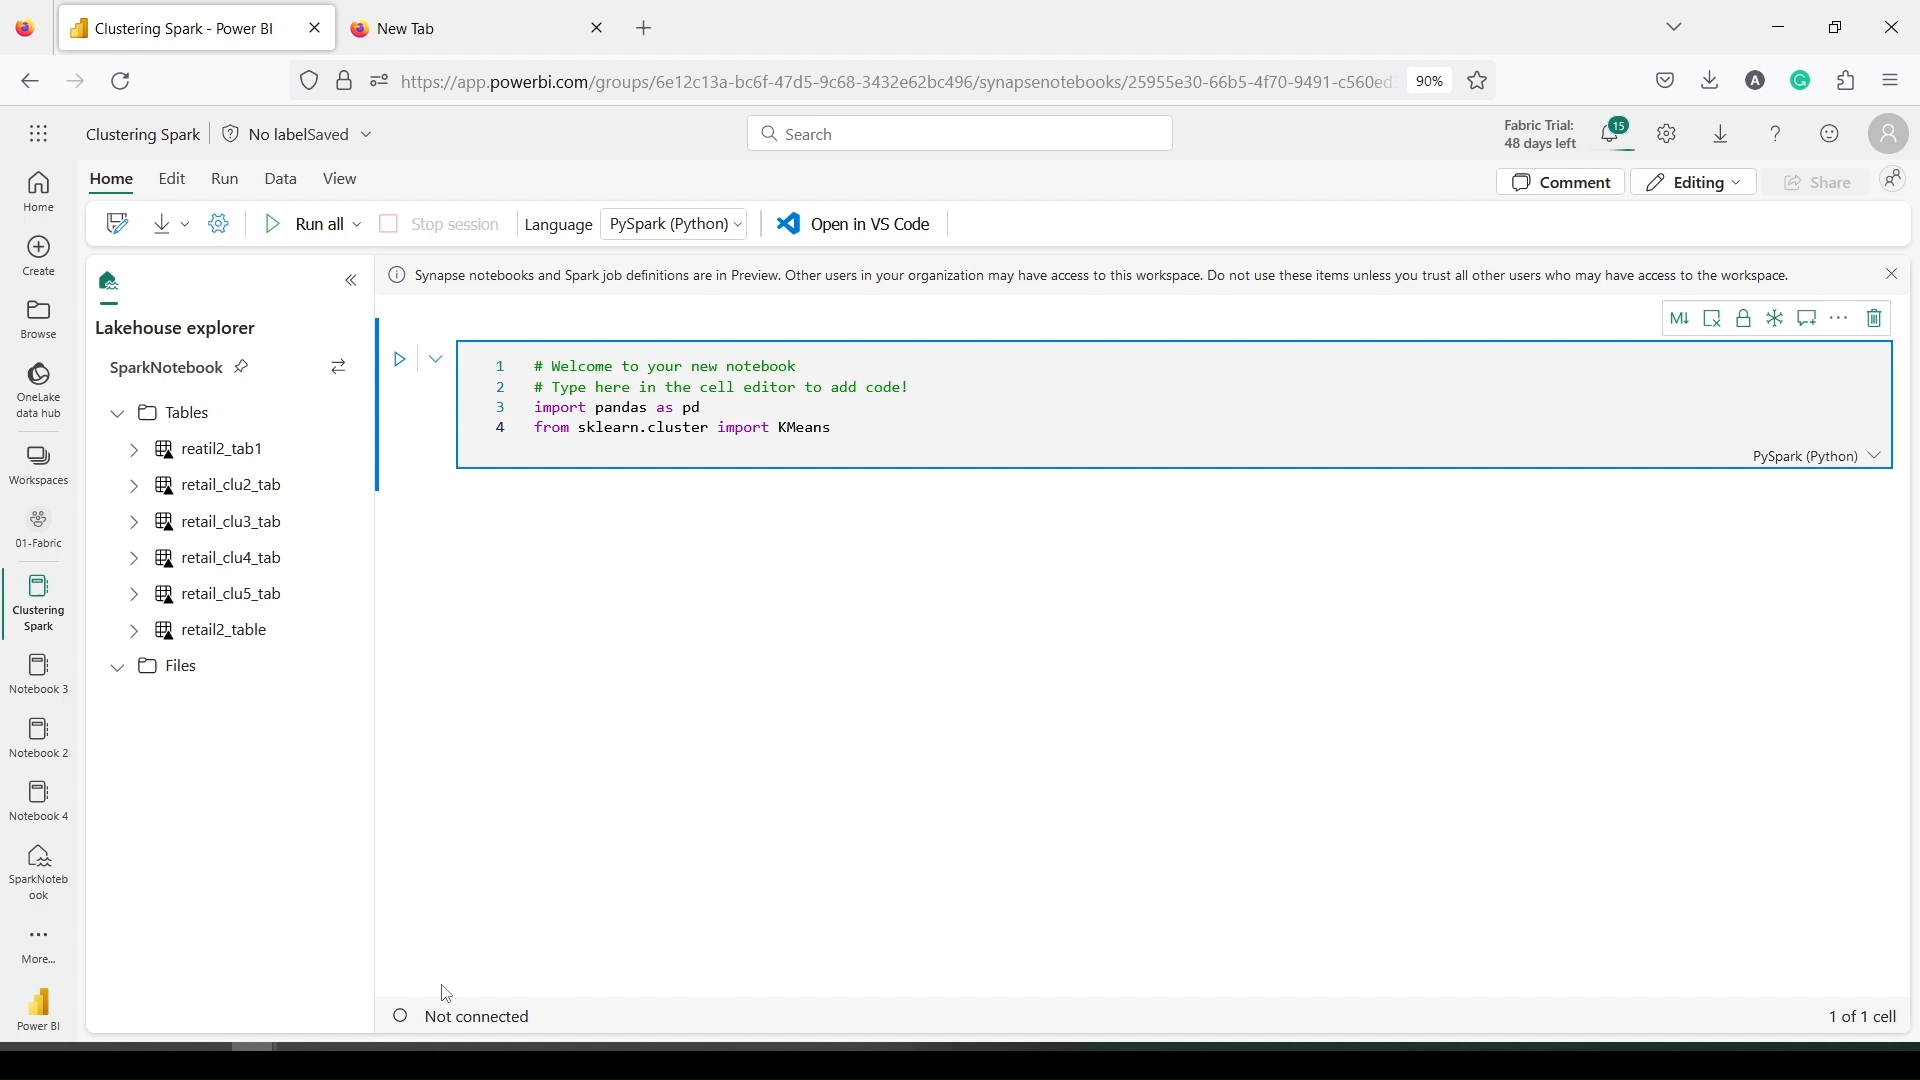 Clustering Spark - Power BI
New Tab
https://app.powerbi.com/groups/6e12c13a-bc6f-47d5-9c68-3432e62bc496/synapsenotebooks/25955e30-66b5-4f70-9491-c560ed
90%
A
G
Clustering Spark
No labelSaved
Search
Fabric Trial:
48 days left
15
?
Home
Edit
Run
Data
View
Comment
Editing
Share
Run all
Stop session
Language
PySpark (Python)
Open in VS Code
Home
Create
Browse
OneLake
data hub
Workspaces
01-Fabric
Clustering
Spark
Notebook 3
Notebook 2
Notebook 4
SparkNoteb
ook
More...
Power BI
Lakehouse explorer
SparkNotebook
Tables
reatil2_tab1
retail_clu2_tab
retail_clu3_tab
retail_clu4_tab
retail_clu5_tab
retail2_table
Files
Synapse notebooks and Spark job definitions are in Preview. Other users in your organization may have access to this workspace. Do not use these items unless you trust all other users who may have access to the workspace.
M↓
1 # Welcome to your new notebook
2 # Type here in the cell editor to add code!
3 import pandas as pd
4 from sklearn.cluster import KMeans
PySpark (Python)
Not connected
1 of 1 cell